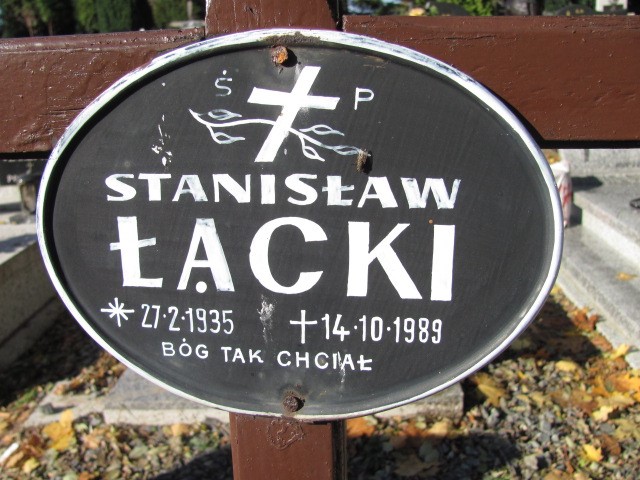 Ś P
STANISŁAW
ŁĄCKI
* 27·2·1935 †14·10·1989
BÓG TAK CHCIAŁ